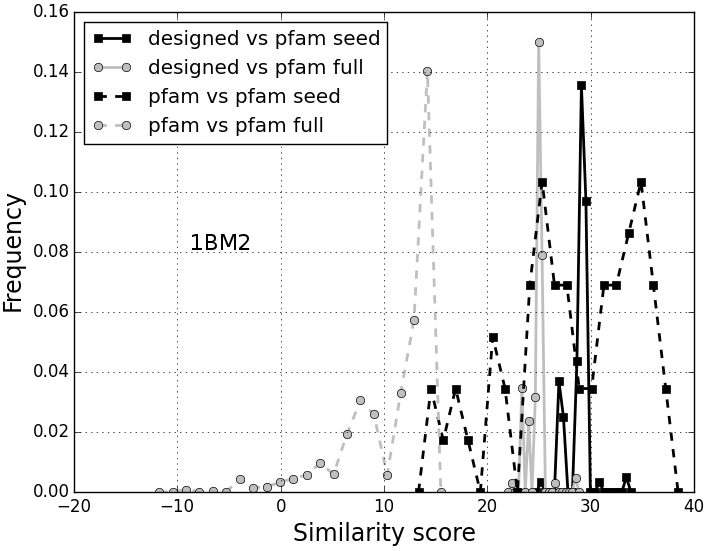 0.16
0.14
0.12
0.10
0.08
0.06
0.04
0.02
0.00
Frequency
designed vs pfam seed
designed vs pfam full
pfam vs pfam seed
pfam vs pfam full
1BM2
−20
−10
0
10
20
30
40
Similarity score